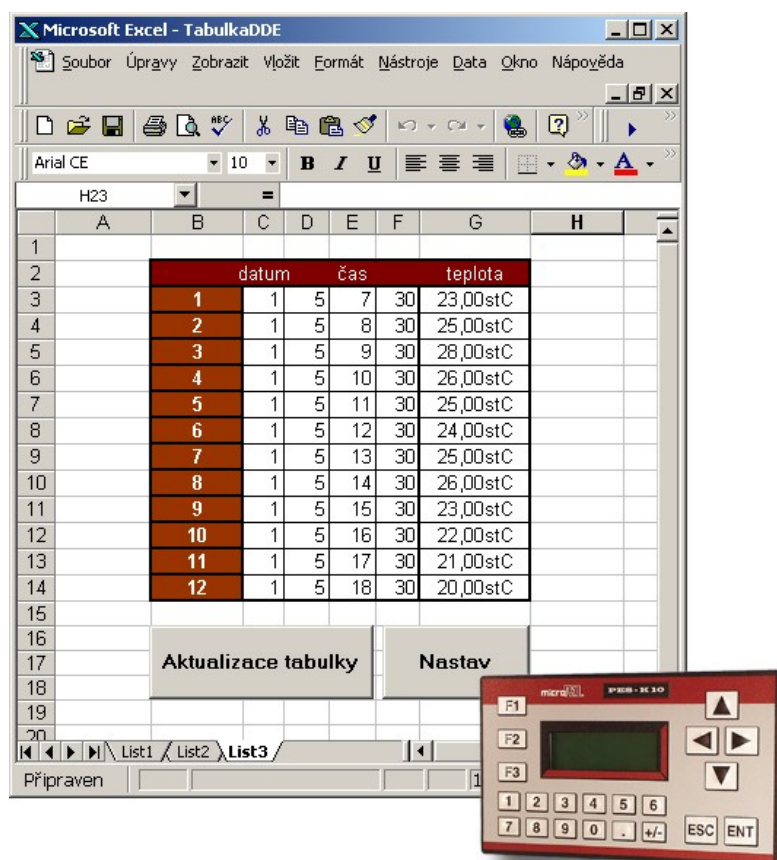 Microsoft Excel - TabulkaDDE
Soubor Úpravy Zobrazit Vložit Formát Nástroje Data Okno Nápověda
Arial CE 10 B I U A
H23 =
A B C D E F G H
1
2 datum čas teplota
3 1 1 5 7 30 23,00stC
4 2 1 5 8 30 25,00stC
5 3 1 5 9 30 28,00stC
6 4 1 5 10 30 26,00stC
7 5 1 5 11 30 25,00stC
8 6 1 5 12 30 24,00stC
9 7 1 5 13 30 25,00stC
10 8 1 5 14 30 26,00stC
11 9 1 5 15 30 23,00stC
12 10 1 5 16 30 22,00stC
13 11 1 5 17 30 21,00stC
14 12 1 5 18 30 20,00stC
15
16
17 Aktualizace tabulky Nastav
18
19
20
List1 List2 List3
Připraven
PES-K10
F1
F2
F3
1 2 3 4 5 6
7 8 9 0 . +/-
ESC ENT